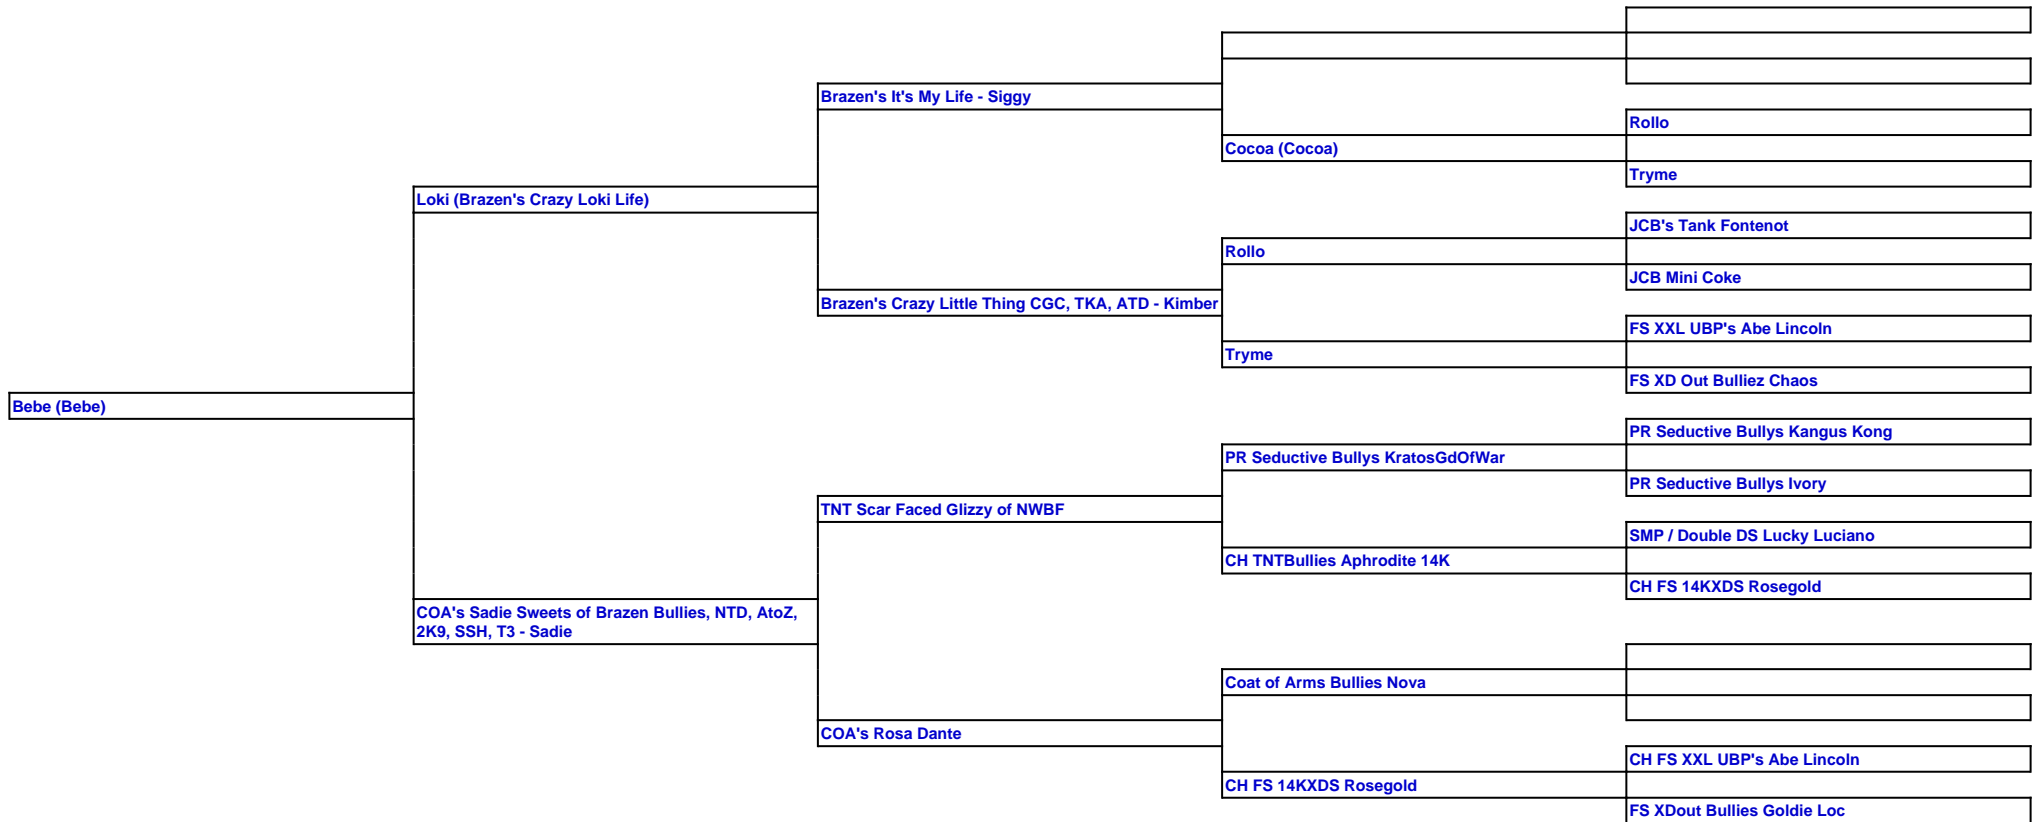 Brazen's It's My Life - Siggy
Rollo
Cocoa (Cocoa)
Tryme
Loki (Brazen's Crazy Loki Life)
JCB's Tank Fontenot
Rollo
JCB Mini Coke
Brazen's Crazy Little Thing CGC, TKA, ATD - Kimber
FS XXL UBP's Abe Lincoln
Tryme
FS XD Out Bulliez Chaos
Bebe (Bebe)
PR Seductive Bullys Kangus Kong
PR Seductive Bullys KratosGdOfWar
PR Seductive Bullys Ivory
TNT Scar Faced Glizzy of NWBF
SMP / Double DS Lucky Luciano
CH TNTBullies Aphrodite 14K
CH FS 14KXDS Rosegold
COA's Sadie Sweets of Brazen Bullies, NTD, AtoZ,
2K9, SSH, T3 - Sadie
Coat of Arms Bullies Nova
COA's Rosa Dante
CH FS XXL UBP's Abe Lincoln
CH FS 14KXDS Rosegold
FS XDout Bullies Goldie Loc